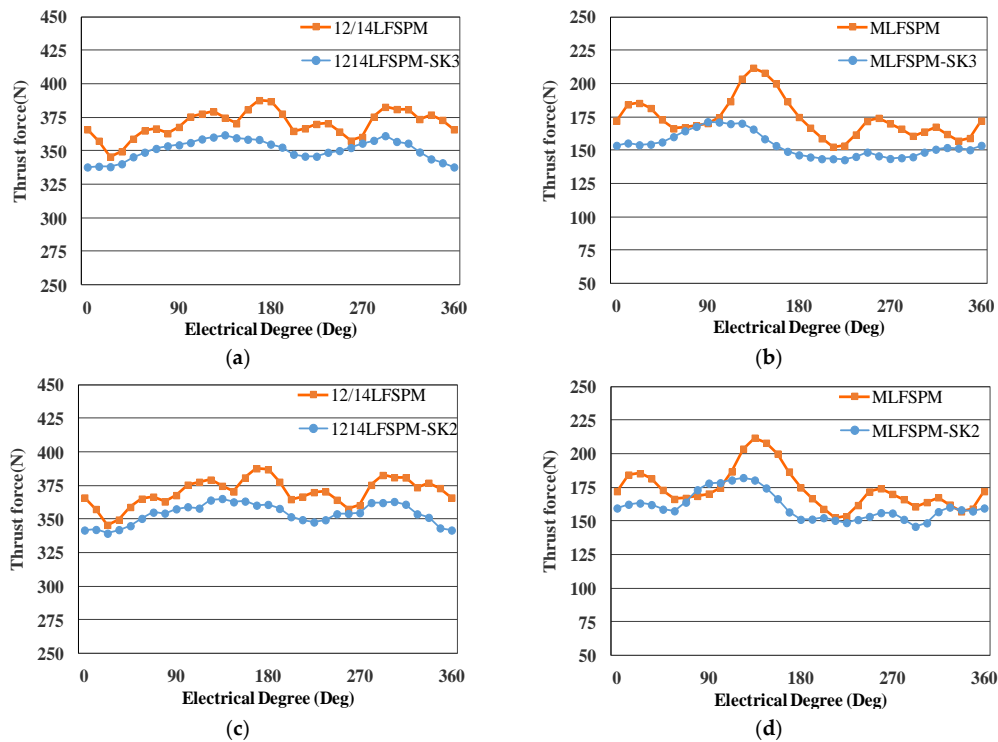 450
425
400
375
350
325
300
275
250
Thrust force(N)
12/14LFSPM
1214LFSPM-SK3
0 90 180 270 360
Electrical Degree (Deg)
(a)
250
225
200
175
150
125
100
75
50
Thrust force(N)
MLFSPM
MLFSPM-SK3
0 90 180 270 360
Electrical Degree (Deg)
(b)
450
425
400
375
350
325
300
275
250
Thrust force(N)
12/14LFSPM
1214LFSPM-SK2
0 90 180 270 360
Electrical Degree (Deg)
(c)
250
225
200
175
150
125
100
75
50
Thrust force(N)
MLFSPM
MLFSPM-SK2
0 90 180 270 360
Electrical Degree (Deg)
(d)